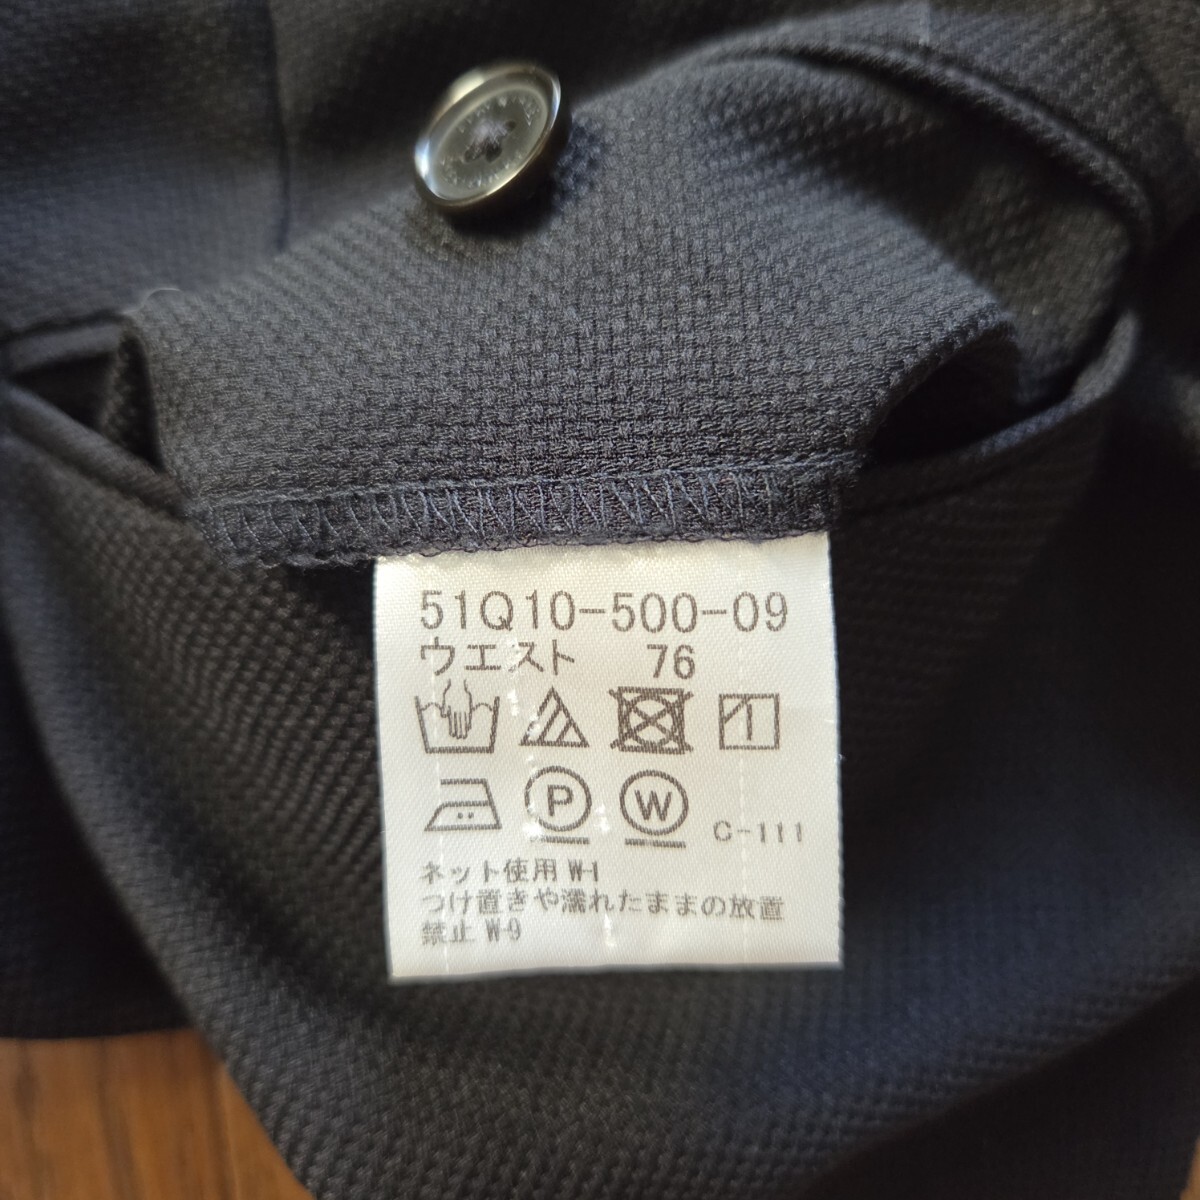 51Q10-500-09
ウエスト 76
P W C-111
ネット使用 W-1
つけ置きや濡れたままの放置
禁止 W-9